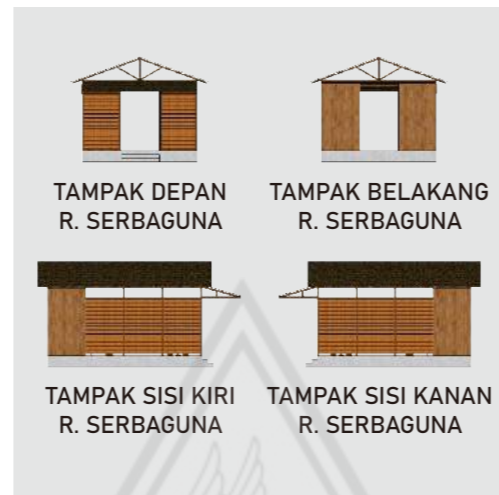 TAMPAK DEPAN
R. SERBAGUNA
TAMPAK BELAKANG
R. SERBAGUNA
TAMPAK SISI KIRI
R. SERBAGUNA
TAMPAK SISI KANAN
R. SERBAGUNA